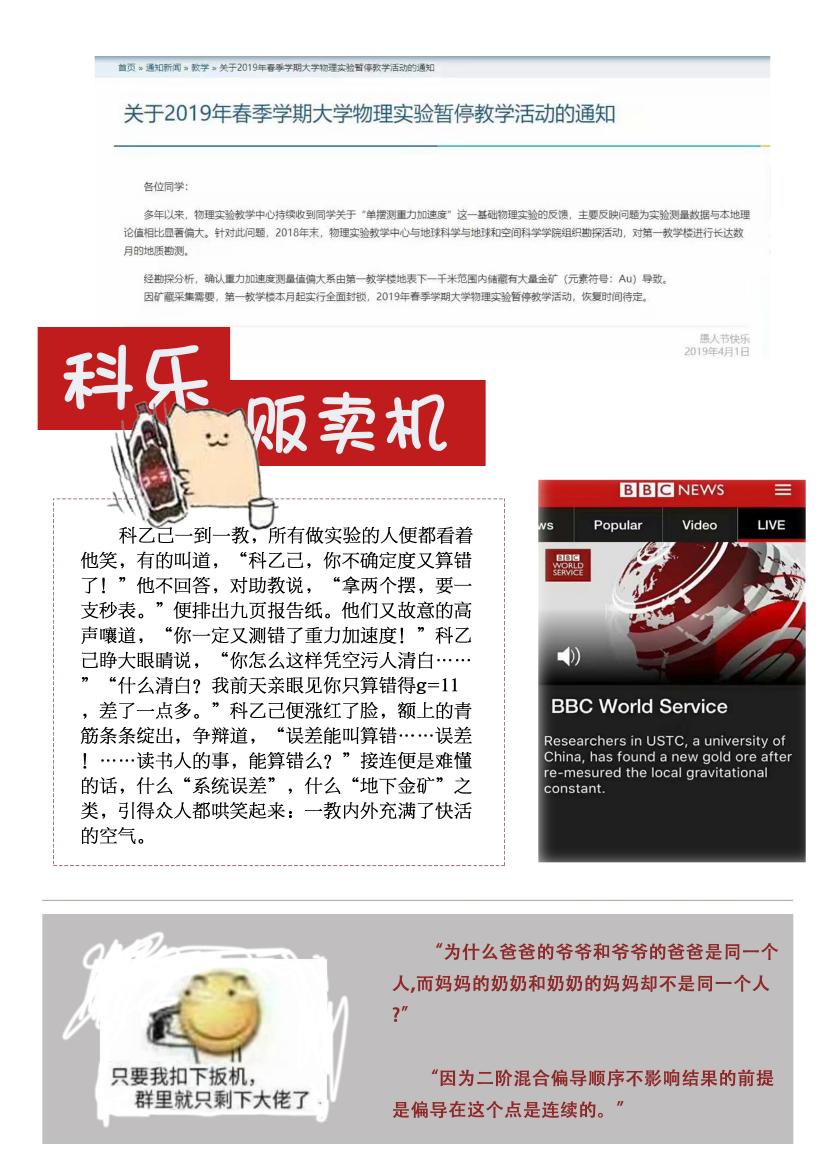 首页 » 通知新闻 » 教学 » 关于2019年春季学期大学物理实验暂停教学活动的通知
关于2019年春季学期大学物理实验暂停教学活动的通知
各位同学：
多年以来，物理实验教学中心持续收到同学关于“单摆测重力加速度”这一基础物理实验的反馈，主要反映问题为实验测量数据与本地理
论值相比显著偏大。针对此问题，2018年末，物理实验教学中心与地球科学与地球和空间科学学院组织勘探活动，对第一教学楼进行长达数
月的地质勘测。
经勘探分析，确认重力加速度测量值偏大系由第一教学楼地表下一千米范围内储藏有大量金矿（元素符号：Au）导致。
因矿藏采集需要，第一教学楼本月起实行全面封锁，2019年春季学期大学物理实验暂停教学活动，恢复时间待定。
愚人节快乐
2019年4月1日
科乐
贩卖机
コーラ
科乙己一到一教，所有做实验的人便都看着
他笑，有的叫道，“科乙己，你不确定度又算错
了！”他不回答，对助教说，“拿两个摆，要一
支秒表。”便排出九页报告纸。他们又故意的高
声嚷道，“你一定又测错了重力加速度！”科乙
己睁大眼睛说，“你怎么这样凭空污人清白……
”“什么清白？我前天亲眼见你只算错得g=11
，差了一点多。”科乙己便涨红了脸，额上的青
筋条条绽出，争辩道，“误差能叫算错……误差
！……读书人的事，能算错么？”接连便是难懂
的话，什么“系统误差”，什么“地下金矿”之
类，引得众人都哄笑起来：一教内外充满了快活
的空气。
BBC NEWS
ws Popular Video LIVE
BBC
WORLD
SERVICE
BBC World Service
Researchers in USTC, a university of
China, has found a new gold ore after
re-mesured the local gravitational
constant.
只要我扣下扳机，
群里就只剩下大佬了
“为什么爸爸的爷爷和爷爷的爸爸是同一个
人,而妈妈的奶奶和奶奶的妈妈却不是同一个人
?”
“因为二阶混合偏导顺序不影响结果的前提
是偏导在这个点是连续的。”